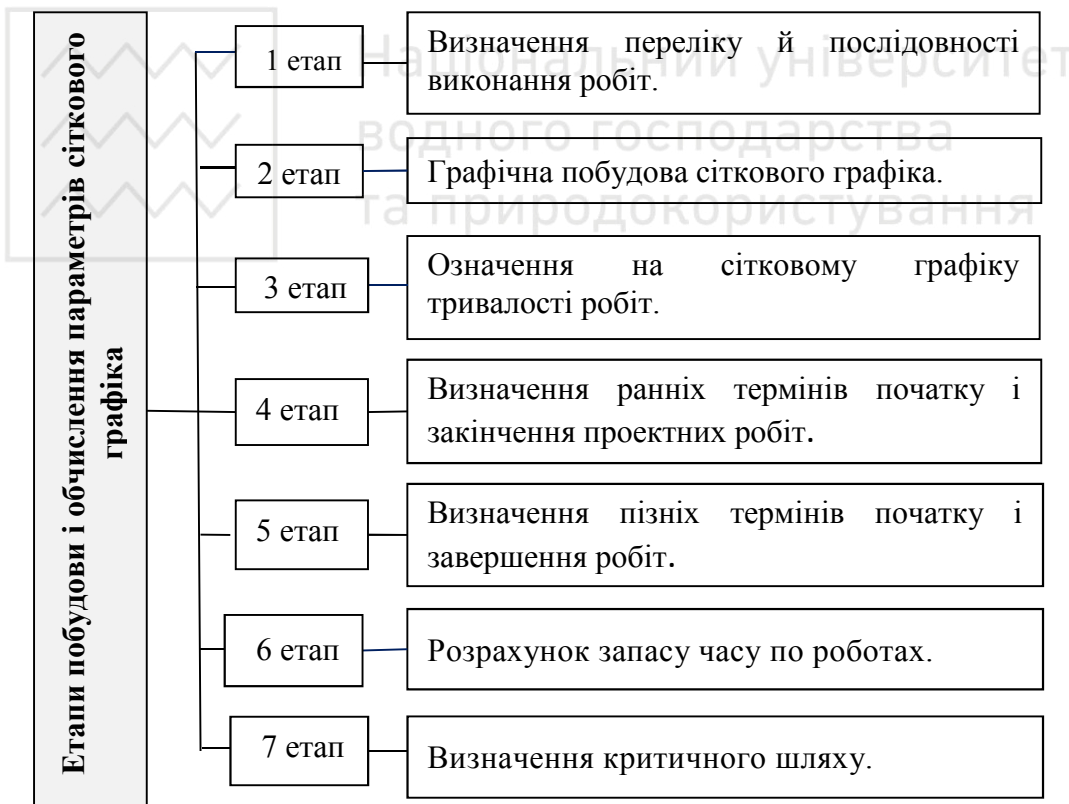 Етапи побудови і обчислення параметрів сіткового
графіка
Національний університет
водного господарства
та природокористування
1 етап
Визначення переліку й послідовності
виконання робіт.
2 етап
Графічна побудова сіткового графіка.
3 етап
Означення на сітковому графіку
тривалості робіт.
4 етап
Визначення ранніх термінів початку і
закінчення проектних робіт.
5 етап
Визначення пізніх термінів початку і
завершення робіт.
6 етап
Розрахунок запасу часу по роботах.
7 етап
Визначення критичного шляху.